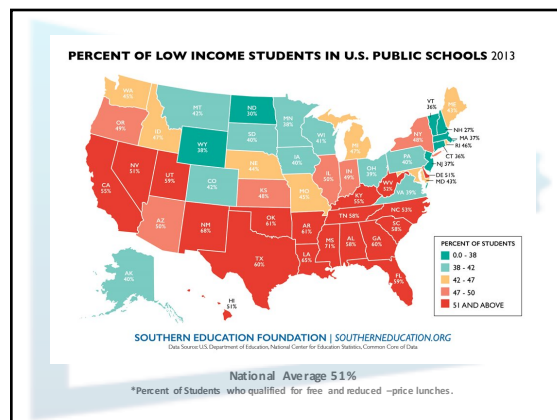 PERCENT OF LOW INCOME STUDENTS IN U.S. PUBLIC SCHOOLS 2013
WA
45%
OR
49%
CA
55%
NV
51%
ID
47%
MT
42%
WY
38%
UT
59%
AZ
50%
CO
42%
NM
68%
ND
30%
SD
40%
NE
44%
KS
48%
OK
61%
TX
60%
MN
38%
IA
40%
MO
45%
AR
61%
LA
65%
WI
41%
IL
50%
MI
47%
IN
49%
OH
39%
KY
55%
TN 58%
MS
71%
AL
58%
GA
60%
FL
59%
SC
58%
NC 53%
VA 39%
WV
52%
PA
40%
NY
48%
ME
43%
VT
36%
NH 27%
MA 37%
RI 46%
CT 36%
NJ 37%
DE 51%
MD 43%
AK
40%
HI
51%
PERCENT OF STUDENTS
0.0 - 38
38 - 42
42 - 47
47 - 50
51 AND ABOVE
SOUTHERN EDUCATION FOUNDATION | SOUTHERNEDUCATION.ORG
Data Source: U.S. Department of Education, National Center for Education Statistics, Common Core of Data
National Average 51%
*Percent of Students who qualified for free and reduced –price lunches.